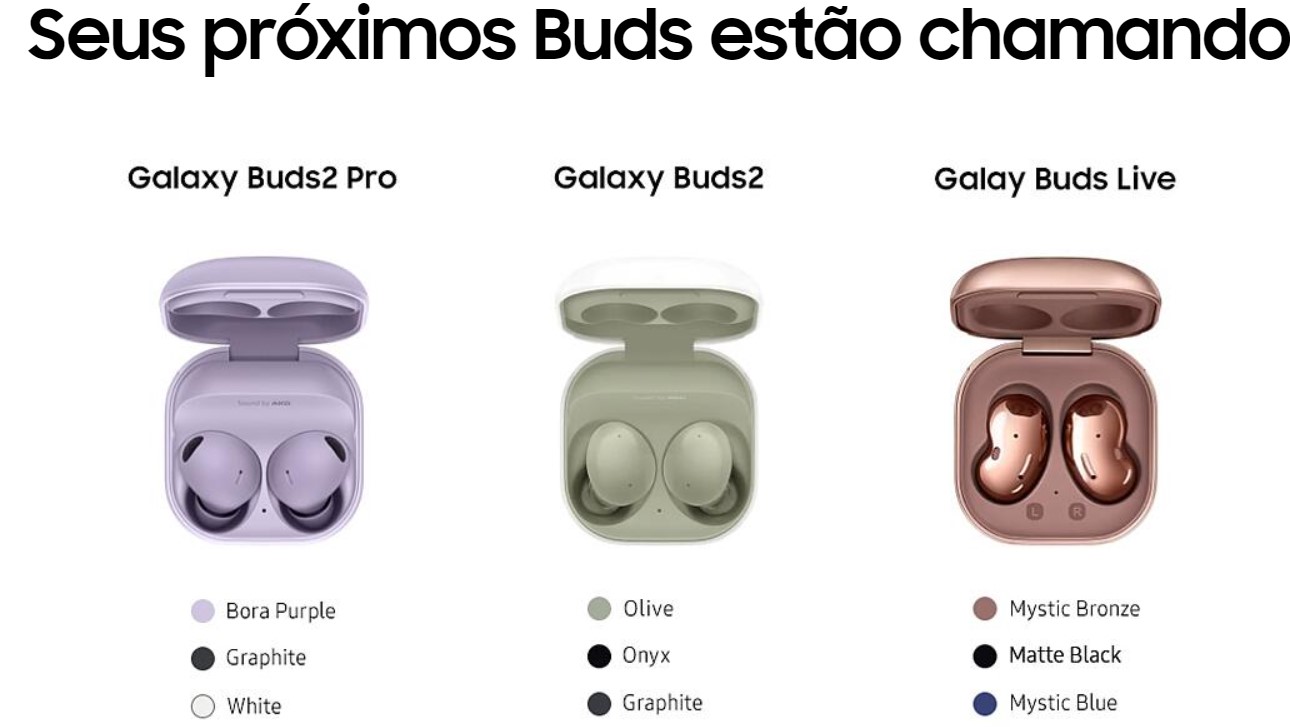 Seus próximos Buds estão chamando
Galaxy Buds2 Pro
Galaxy Buds2
Galay Buds Live
Sound by AKG
L R
Bora Purple
Graphite
White
Olive
Onyx
Graphite
Mystic Bronze
Matte Black
Mystic Blue